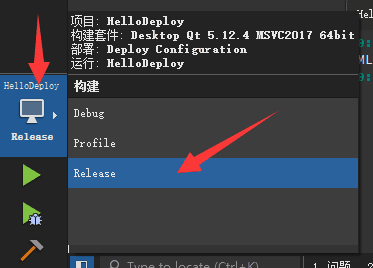 项目: HelloDeploy
构建套件: Desktop Qt 5.12.4 MSVC2017 64bit
部署: Deploy Configuration
运行: HelloDeploy
HelloDeploy
Release
构建
Debug
Profile
Release
ML
Type to locate (Ctrl+K)
1 问题